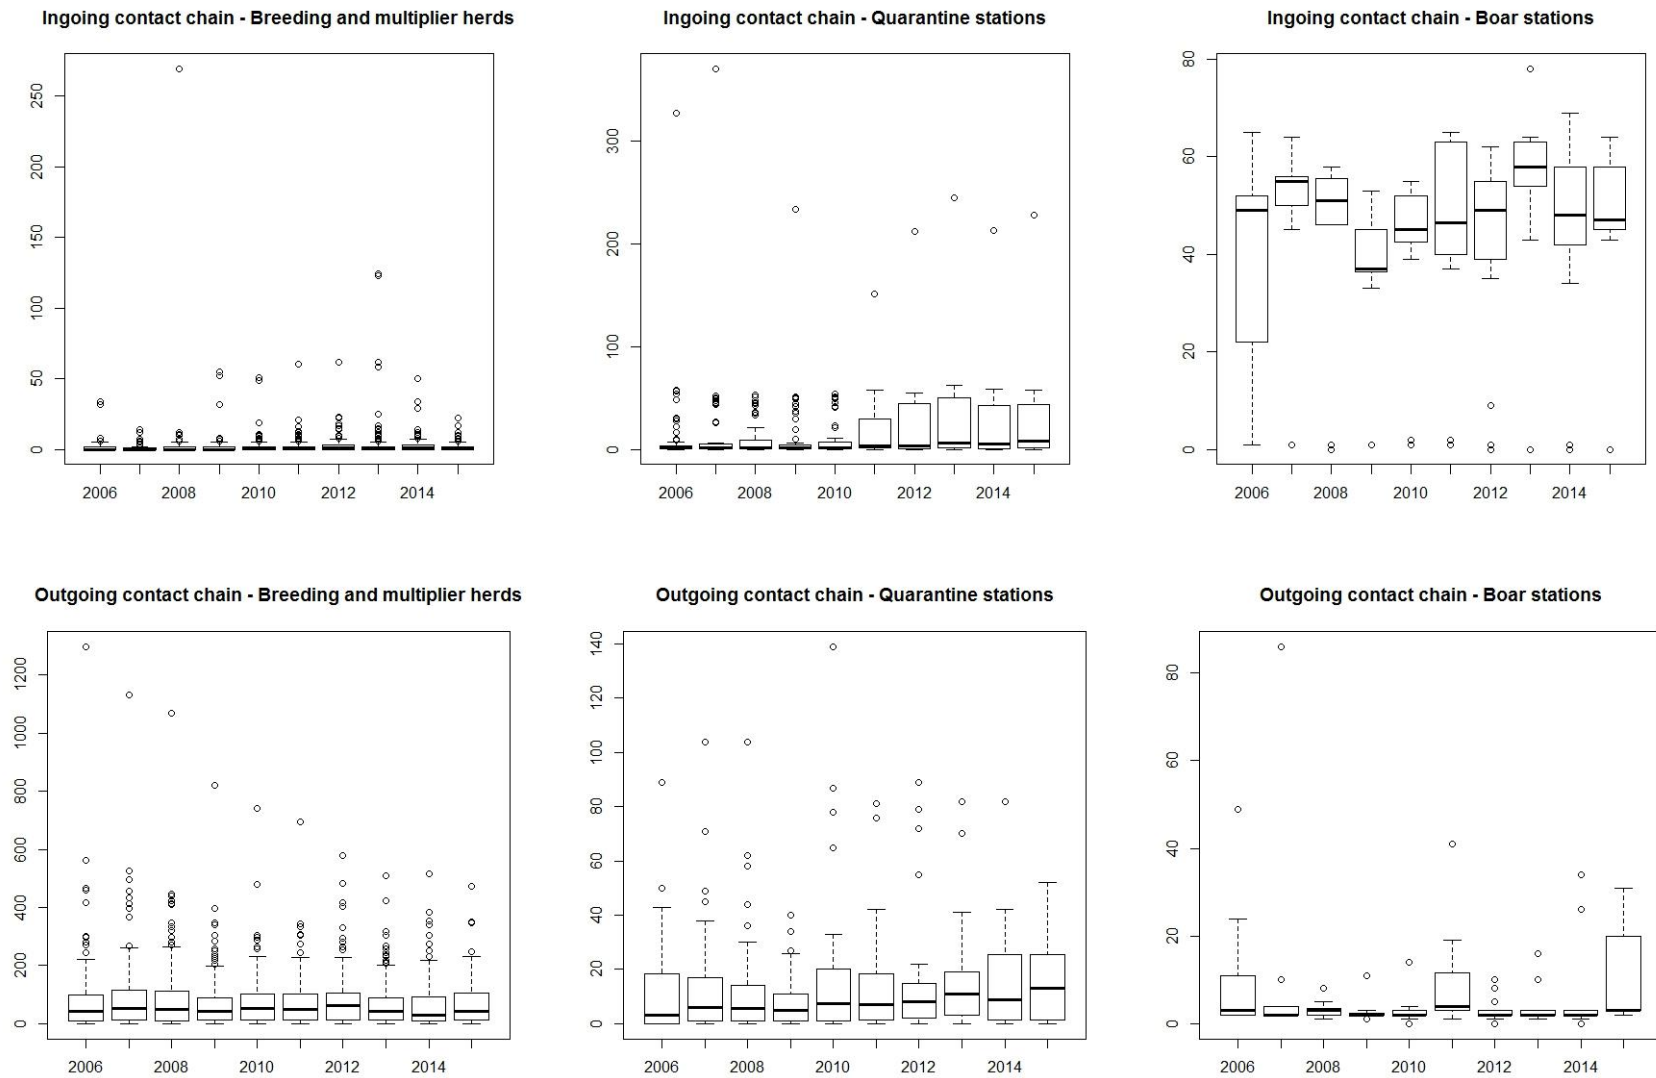 Ingoing contact chain - Breeding and multiplier herds
250
200
150
100
50
0
2006 2008 2010 2012 2014
Ingoing contact chain - Quarantine stations
300
200
100
0
2006 2008 2010 2012 2014
Ingoing contact chain - Boar stations
80
60
40
20
0
2006 2008 2010 2012 2014
Outgoing contact chain - Breeding and multiplier herds
1200
1000
800
600
400
200
0
2006 2008 2010 2012 2014
Outgoing contact chain - Quarantine stations
140
120
100
80
60
40
20
0
2006 2008 2010 2012 2014
Outgoing contact chain - Boar stations
80
60
40
20
0
2006 2008 2010 2012 2014